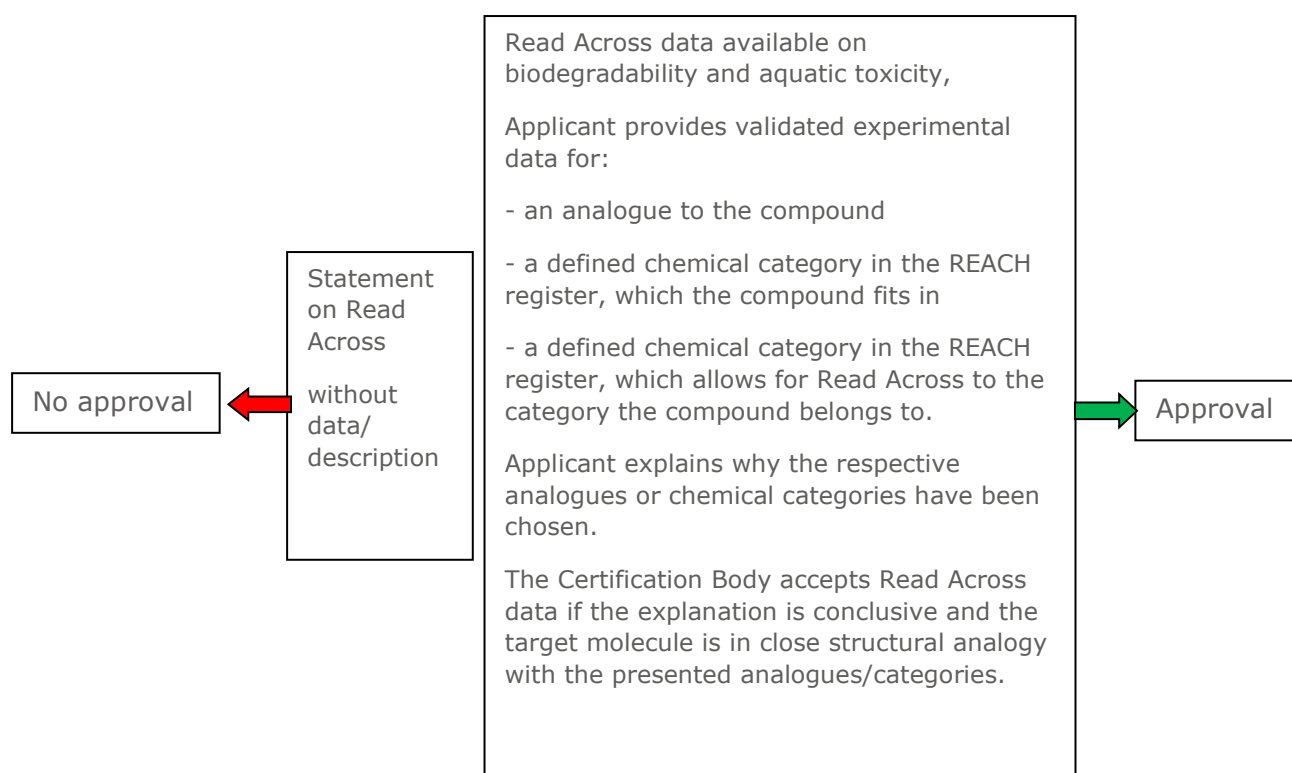 No approval
Statement
on Read
Across
without
data/
description
Read Across data available on
biodegradability and aquatic toxicity,
Applicant provides validated experimental
data for:
- an analogue to the compound
- a defined chemical category in the REACH
register, which the compound fits in
- a defined chemical category in the REACH
register, which allows for Read Across to the
category the compound belongs to.
Applicant explains why the respective
analogues or chemical categories have been
chosen.
The Certification Body accepts Read Across
data if the explanation is conclusive and the
target molecule is in close structural analogy
with the presented analogues/categories.
Approval